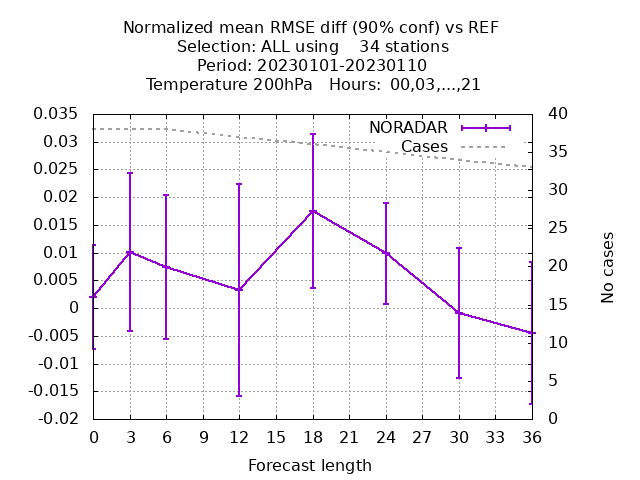 Normalized mean RMSE diff (90% conf) vs REF
Selection: ALL using    34 stations
Period: 20230101-20230110
Temperature 200hPa   Hours:  00,03,...,21
NORADAR
Cases
0.035
0.03
0.025
0.02
0.015
0.01
0.005
0
-0.005
-0.01
-0.015
-0.02
40
35
30
25
20
15
10
5
0
No cases
0 3 6 9 12 15 18 21 24 27 30 33 36
Forecast length